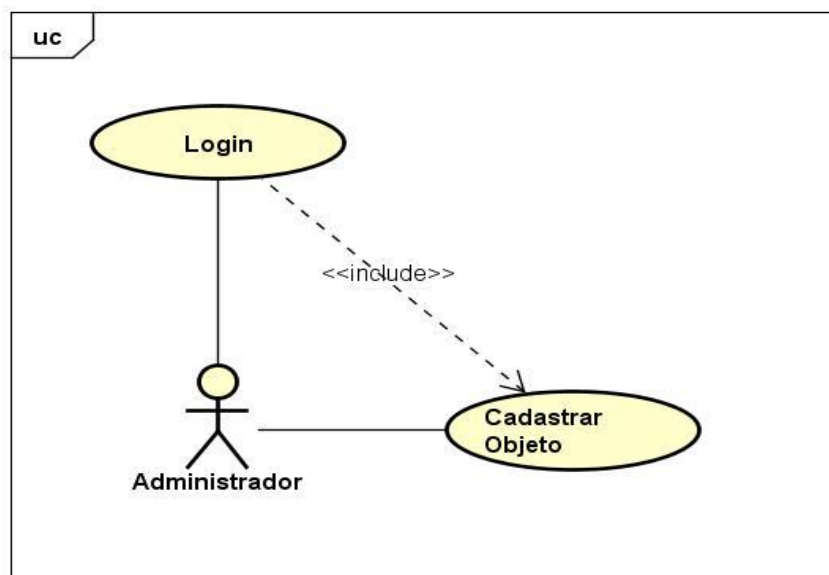 uc
Login
<<include>>
Cadastrar
Objeto
Administrador